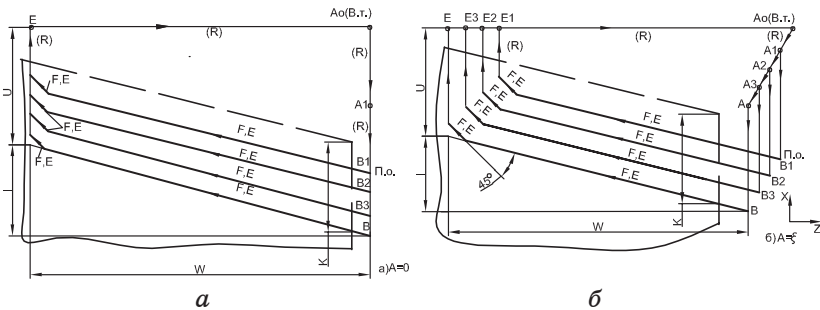 E
Ao(В.т.)
(R)
(R)
(R)
U
A1
(R)
F,E
F,E
F,E
F,E
F,E
F,E
F,E
B1
П.о.
B2
B3
B
I
K
W
а)A=0
а
E
E3
E2
E1
Ao(В.т.)
(R)
(R)
(R)
A1
A2
A3
A
U
F,E
F,E
F,E
F,E
F,E
F,E
F,E
F,E
П.о.
B1
B2
B3
B
45°
I
K
W
X
Z
б)A=ξ
б